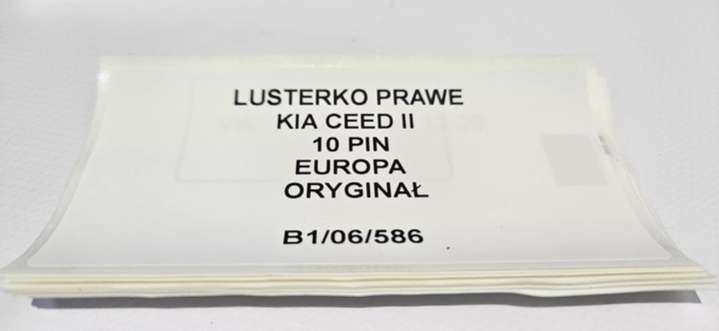 LUSTERKO PRAWE
KIA CEED II
10 PIN
EUROPA
ORYGINAŁ
B1/06/586